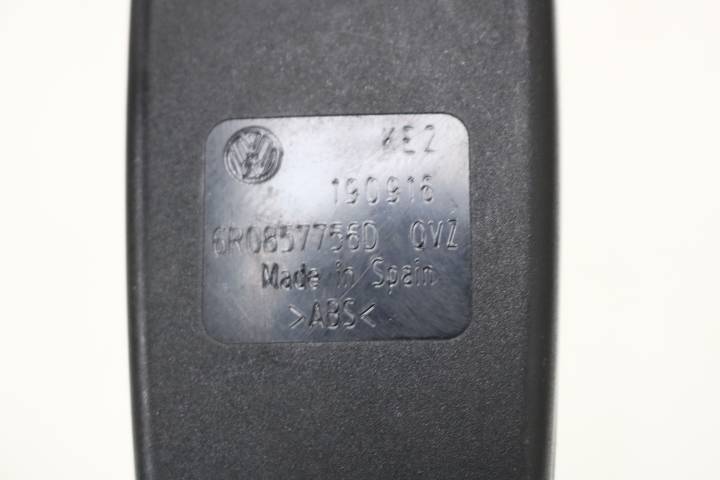 KE2
190916
6R0857756D QVZ
Made in Spain
>ABS<